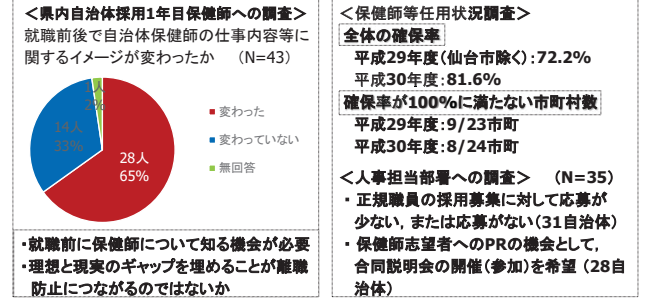 ＜県内自治体採用1年目保健師への調査＞
就職前後で自治体保健師の仕事内容等に
関するイメージが変わったか　（N=43）
1人
2%
14人
33%
28人
65%
変わった
変わっていない
無回答
・就職前に保健師について知る機会が必要
・理想と現実のギャップを埋めることが離職
防止につながるのではないか
＜保健師等任用状況調査＞
全体の確保率
平成29年度（仙台市除く）：72.2%
平成30年度：81.6%
確保率が100%に満たない市町村数
平成29年度：9/23市町
平成30年度：8/24市町
＜人事担当部署への調査＞　（N=35）
・ 正規職員の採用募集に対して応募が
少ない，または応募がない（31自治体）
・ 保健師志望者へのPRの機会として，
合同説明会の開催（参加）を希望 （28自
治体）